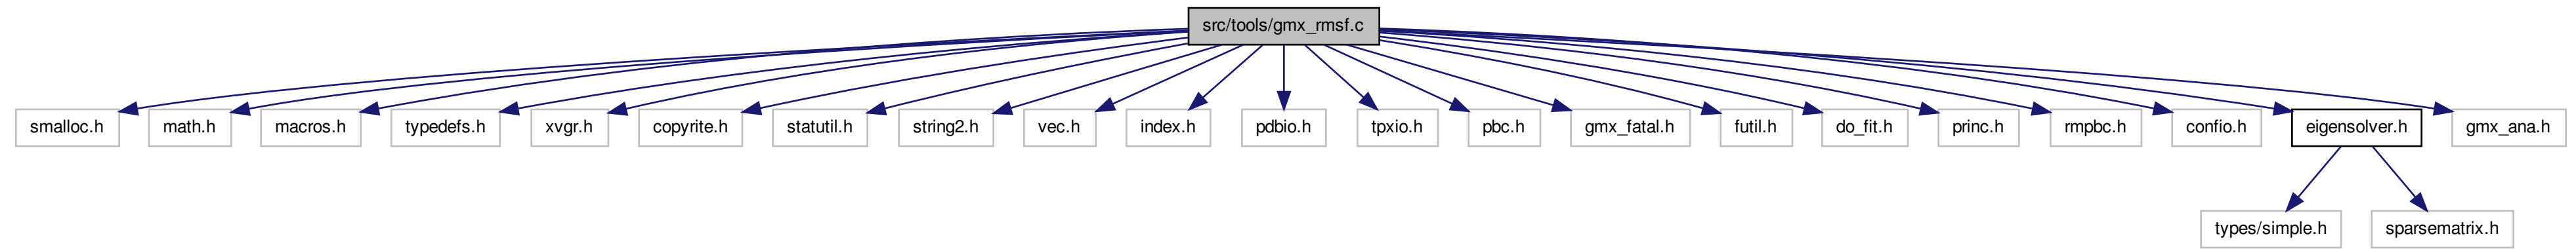 src/tools/gmx_rmsf.c
smalloc.h
math.h
macros.h
typedefs.h
xvgr.h
copyrite.h
statutil.h
string2.h
vec.h
index.h
pdbio.h
tpxio.h
pbc.h
gmx_fatal.h
futil.h
do_fit.h
princ.h
rmpbc.h
confio.h
eigensolver.h
gmx_ana.h
types/simple.h
sparsematrix.h